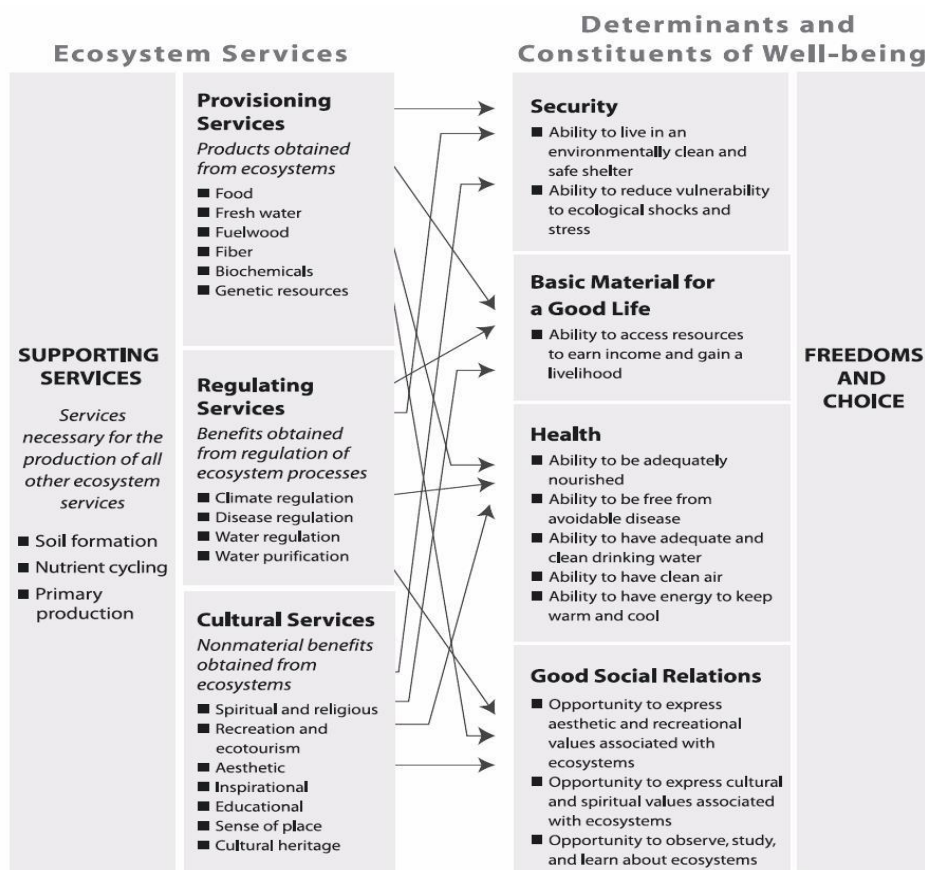 Ecosystem Services
Determinants and
Constituents of Well-being
SUPPORTING
SERVICES
Services
necessary for the
production of all
other ecosystem
services
■ Soil formation
■ Nutrient cycling
■ Primary
production
Provisioning
Services
Products obtained
from ecosystems
■ Food
■ Fresh water
■ Fuelwood
■ Fiber
■ Biochemicals
■ Genetic resources
Regulating
Services
Benefits obtained
from regulation of
ecosystem processes
■ Climate regulation
■ Disease regulation
■ Water regulation
■ Water purification
Cultural Services
Nonmaterial benefits
obtained from
ecosystems
■ Spiritual and religious
■ Recreation and
ecotourism
■ Aesthetic
■ Inspirational
■ Educational
■ Sense of place
■ Cultural heritage
Security
■ Ability to live in an
environmentally clean and
safe shelter
■ Ability to reduce vulnerability
to ecological shocks and
stress
Basic Material for
a Good Life
■ Ability to access resources
to earn income and gain a
livelihood
Health
■ Ability to be adequately
nourished
■ Ability to be free from
avoidable disease
■ Ability to have adequate and
clean drinking water
■ Ability to have clean air
■ Ability to have energy to keep
warm and cool
Good Social Relations
■ Opportunity to express
aesthetic and recreational
values associated with
ecosystems
■ Opportunity to express cultural
and spiritual values associated
with ecosystems
■ Opportunity to observe, study,
and learn about ecosystems
FREEDOMS
AND
CHOICE